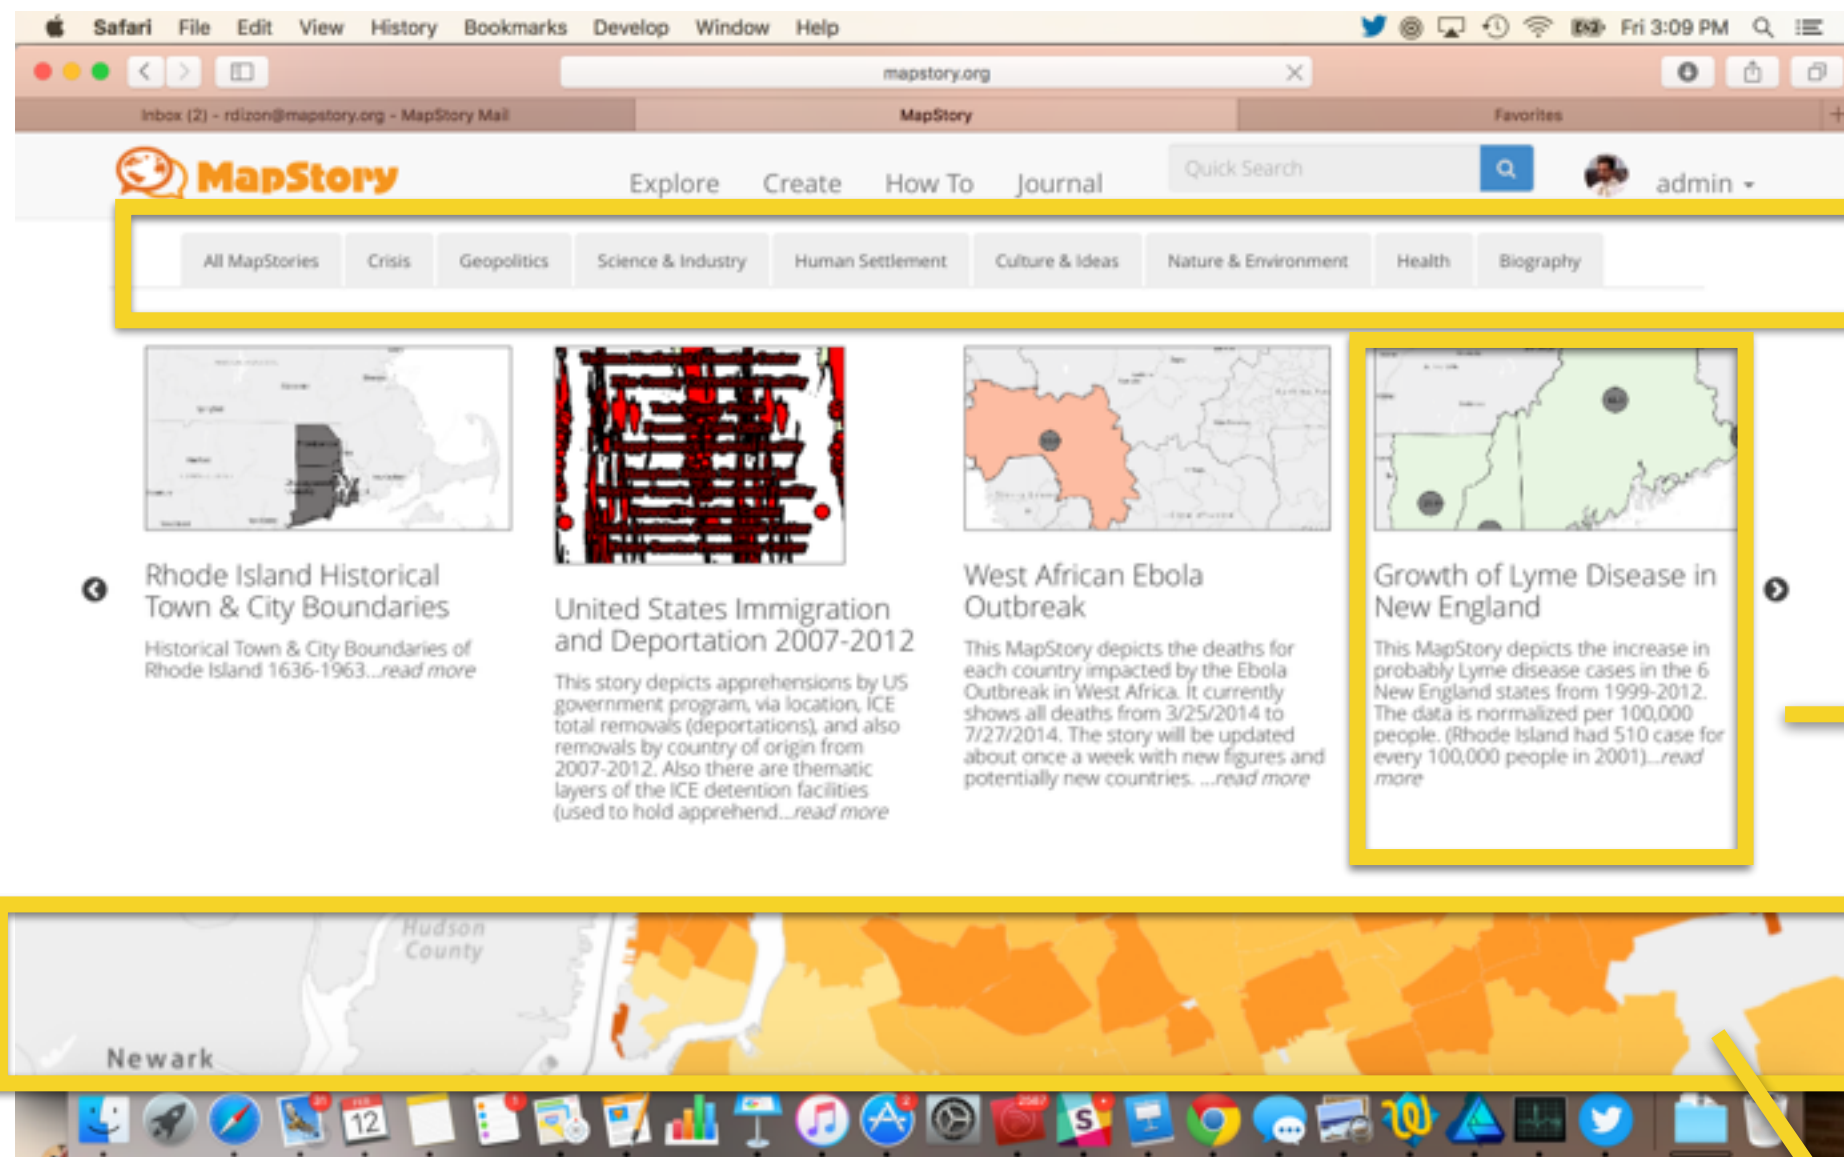 Safari File Edit View History Bookmarks Develop Window Help Fri 3:09 PM
mapstory.org
Inbox (2) - rdizon@mapstory.org - MapStory Mail MapStory Favorites
MapStory Explore Create How To Journal Quick Search admin
All MapStories Crisis Geopolitics Science & Industry Human Settlement Culture & Ideas Nature & Environment Health Biography
Rhode Island Historical
Town & City Boundaries
Historical Town & City Boundaries of
Rhode Island 1636-1963...read more
United States Immigration
and Deportation 2007-2012
This story depicts apprehensions by US
government program, via location, ICE
total removals (deportations), and also
removals by country of origin from
2007-2012. Also there are thematic
layers of the ICE detention facilities
(used to hold apprehend...read more
West African Ebola
Outbreak
This MapStory depicts the deaths for
each country impacted by the Ebola
Outbreak in West Africa. It currently
shows all deaths from 3/25/2014 to
7/27/2014. The story will be updated
about once a week with new figures and
potentially new countries. ...read more
Growth of Lyme Disease in
New England
This MapStory depicts the increase in
probably Lyme disease cases in the 6
New England states from 1999-2012.
The data is normalized per 100,000
people. (Rhode Island had 510 case for
every 100,000 people in 2001)...read
more
Hudson
County
Newark
31
FEB
12
1
2
2587